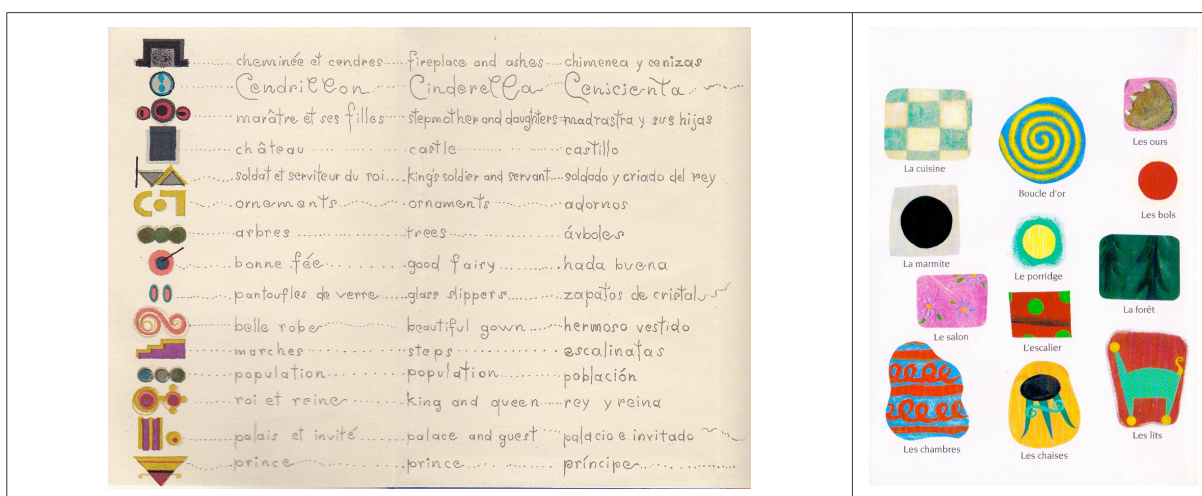 cheminée et cendres fireplace and ashes chimenea y cenizas
Cendrillon Cinderella Cenicienta
marâtre et ses filles stepmother and daughters madrastra y sus hijas
château castle castillo
soldat et serviteur du roi king's soldier and servant soldado y criado del rey
ornements ornaments adornos
arbres trees árboles
bonne fée good fairy hada buena
pantoufles de verre glass slippers zapatos de cristal
belle robe beautiful gown hermoso vestido
marches steps escalinatas
population population población
roi et reine king and queen rey y reina
palais et invité palace and guest palacio e invitado
prince prince príncipe
Les ours
La cuisine
Boucle d'or
Les bols
La marmite
Le porridge
La forêt
Le salon
L'escalier
Les lits
Les chambres
Les chaises